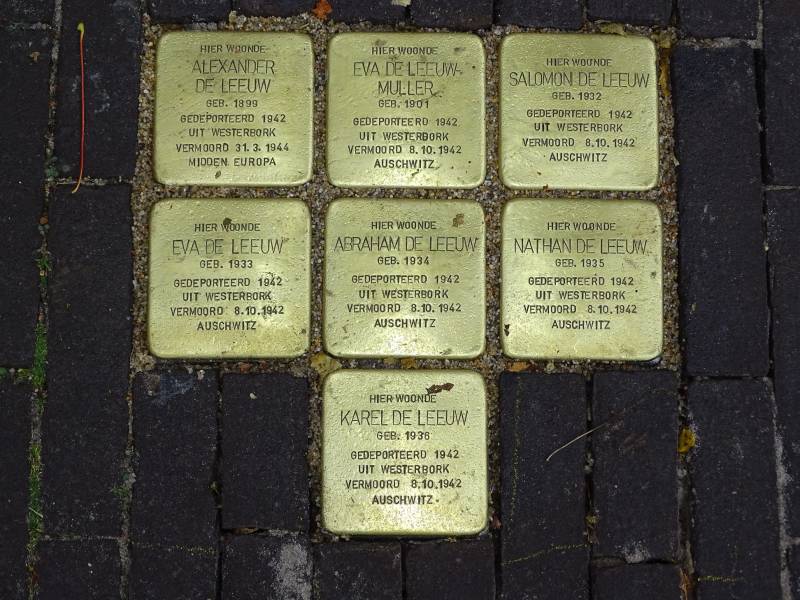 HIER WOONDE
ALEXANDER
DE LEEUW
GEB. 1899
GEDEPORTEERD 1942
UIT WESTERBORK
VERMOORD 31.3.1944
MIDDEN EUROPA
HIER WOONDE
EVA DE LEEUW-
MULLER
GEB. 1901
GEDEPORTEERD 1942
UIT WESTERBORK
VERMOORD 8.10.1942
AUSCHWITZ
HIER WOONDE
SALOMON DE LEEUW
GEB. 1932
GEDEPORTEERD 1942
UIT WESTERBORK
VERMOORD 8.10.1942
AUSCHWITZ
HIER WOONDE
EVA DE LEEUW
GEB. 1933
GEDEPORTEERD 1942
UIT WESTERBORK
VERMOORD 8.10.1942
AUSCHWITZ
HIER WOONDE
ABRAHAM DE LEEUW
GEB. 1934
GEDEPORTEERD 1942
UIT WESTERBORK
VERMOORD 8.10.1942
AUSCHWITZ
HIER WOONDE
NATHAN DE LEEUW
GEB. 1935
GEDEPORTEERD 1942
UIT WESTERBORK
VERMOORD 8.10.1942
AUSCHWITZ
HIER WOONDE
KAREL DE LEEUW
GEB. 1936
GEDEPORTEERD 1942
UIT WESTERBORK
VERMOORD 8.10.1942
AUSCHWITZ